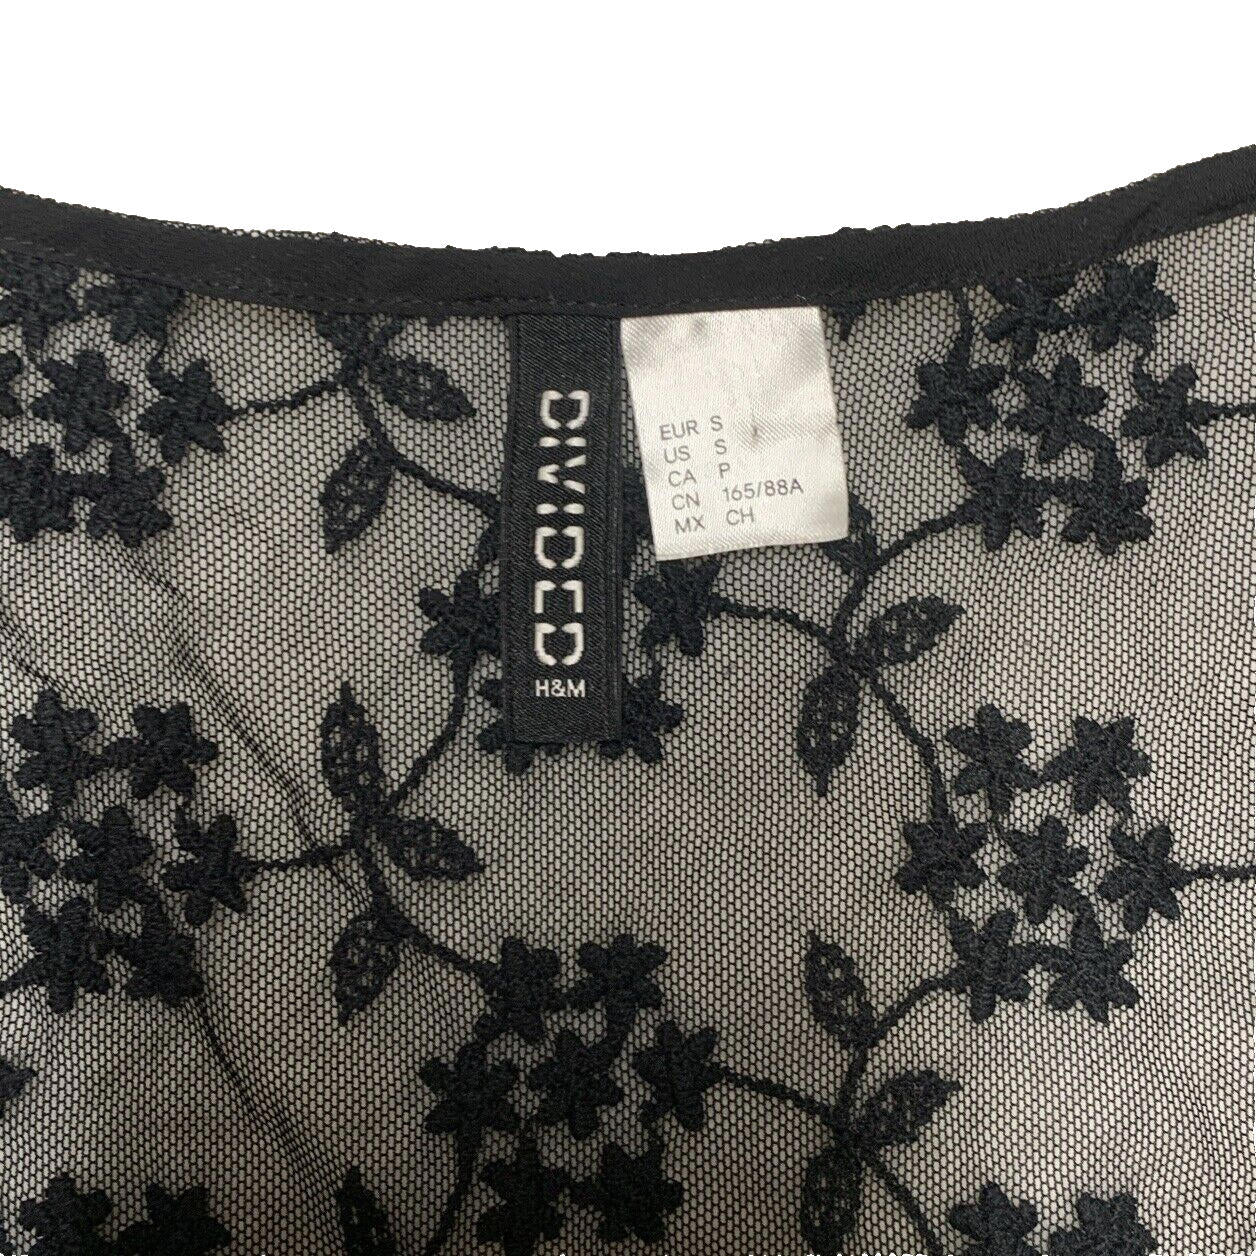 DIVIDED
H&M
EUR S
US S
CA P
CN 165/88A
MX CH